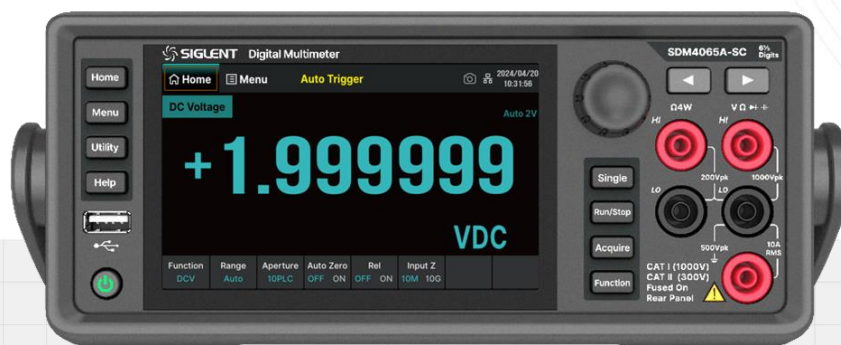 SIGLENT Digital Multimeter
SDM4065A-SC 6½ Digits
Home
Menu
Utility
Help
Home Menu Auto Trigger 2024/04/20
10:31:56
DC Voltage
Auto 2V
+1.999999
VDC
Function Range Aperture Auto Zero Rel Input Z
DCV Auto 10PLC OFF ON OFF ON 10M 10G
Single
Run/Stop
Acquire
Function
Ω4W VΩ
HI HI
200Vpk 1000Vpk
LO LO
500Vpk 10A
RMS
CAT I (1000V)
CAT II (300V)
Fused On
Rear Panel